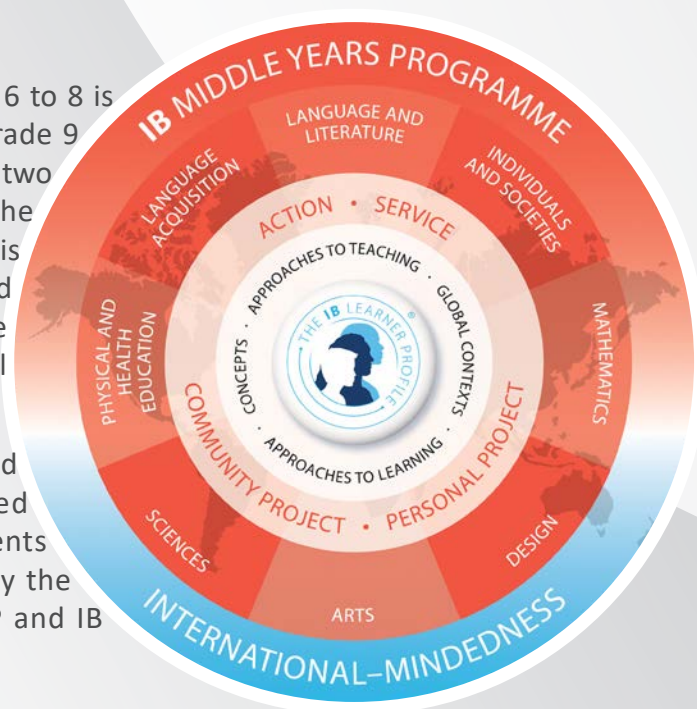 6 to 8 is
rade 9
two
he
is
d
e
l
d
ed
ents
y the
and IB
IB MIDDLE YEARS PROGRAMME
LANGUAGE AND
LITERATURE
INDIVIDUALS
AND SOCIETIES
MATHEMATICS
DESIGN
ARTS
SCIENCES
PHYSICAL AND
HEALTH
EDUCATION
LANGUAGE
ACQUISITION
ACTION • SERVICE
PERSONAL PROJECT
•
COMMUNITY PROJECT
APPROACHES TO TEACHING ·
GLOBAL CONTEXTS ·
APPROACHES TO LEARNING ·
CONCEPTS ·
THE IB LEARNER PROFILE ®
INTERNATIONAL–MINDEDNESS